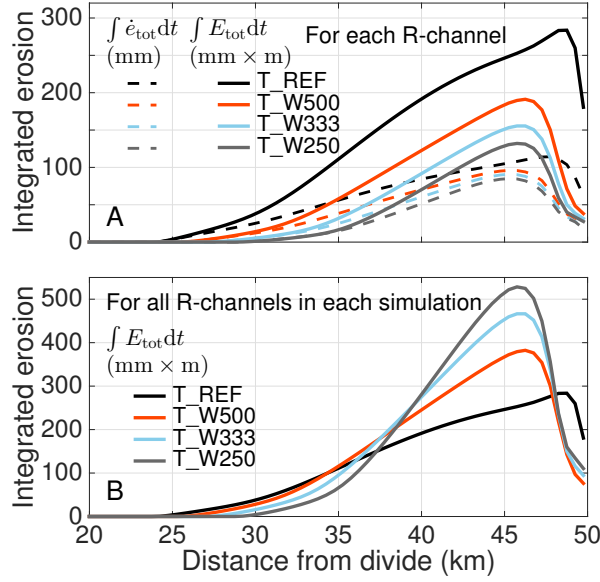 ∫ ė_tot dt ∫ E_tot dt
(mm) (mm × m)
For each R-channel
T_REF
T_W500
T_W333
T_W250
Integrated erosion
300
200
100
0
A
For all R-channels in each simulation
∫ E_tot dt
(mm × m)
T_REF
T_W500
T_W333
T_W250
Integrated erosion
500
400
300
200
100
0
B
20 25 30 35 40 45 50
Distance from divide (km)